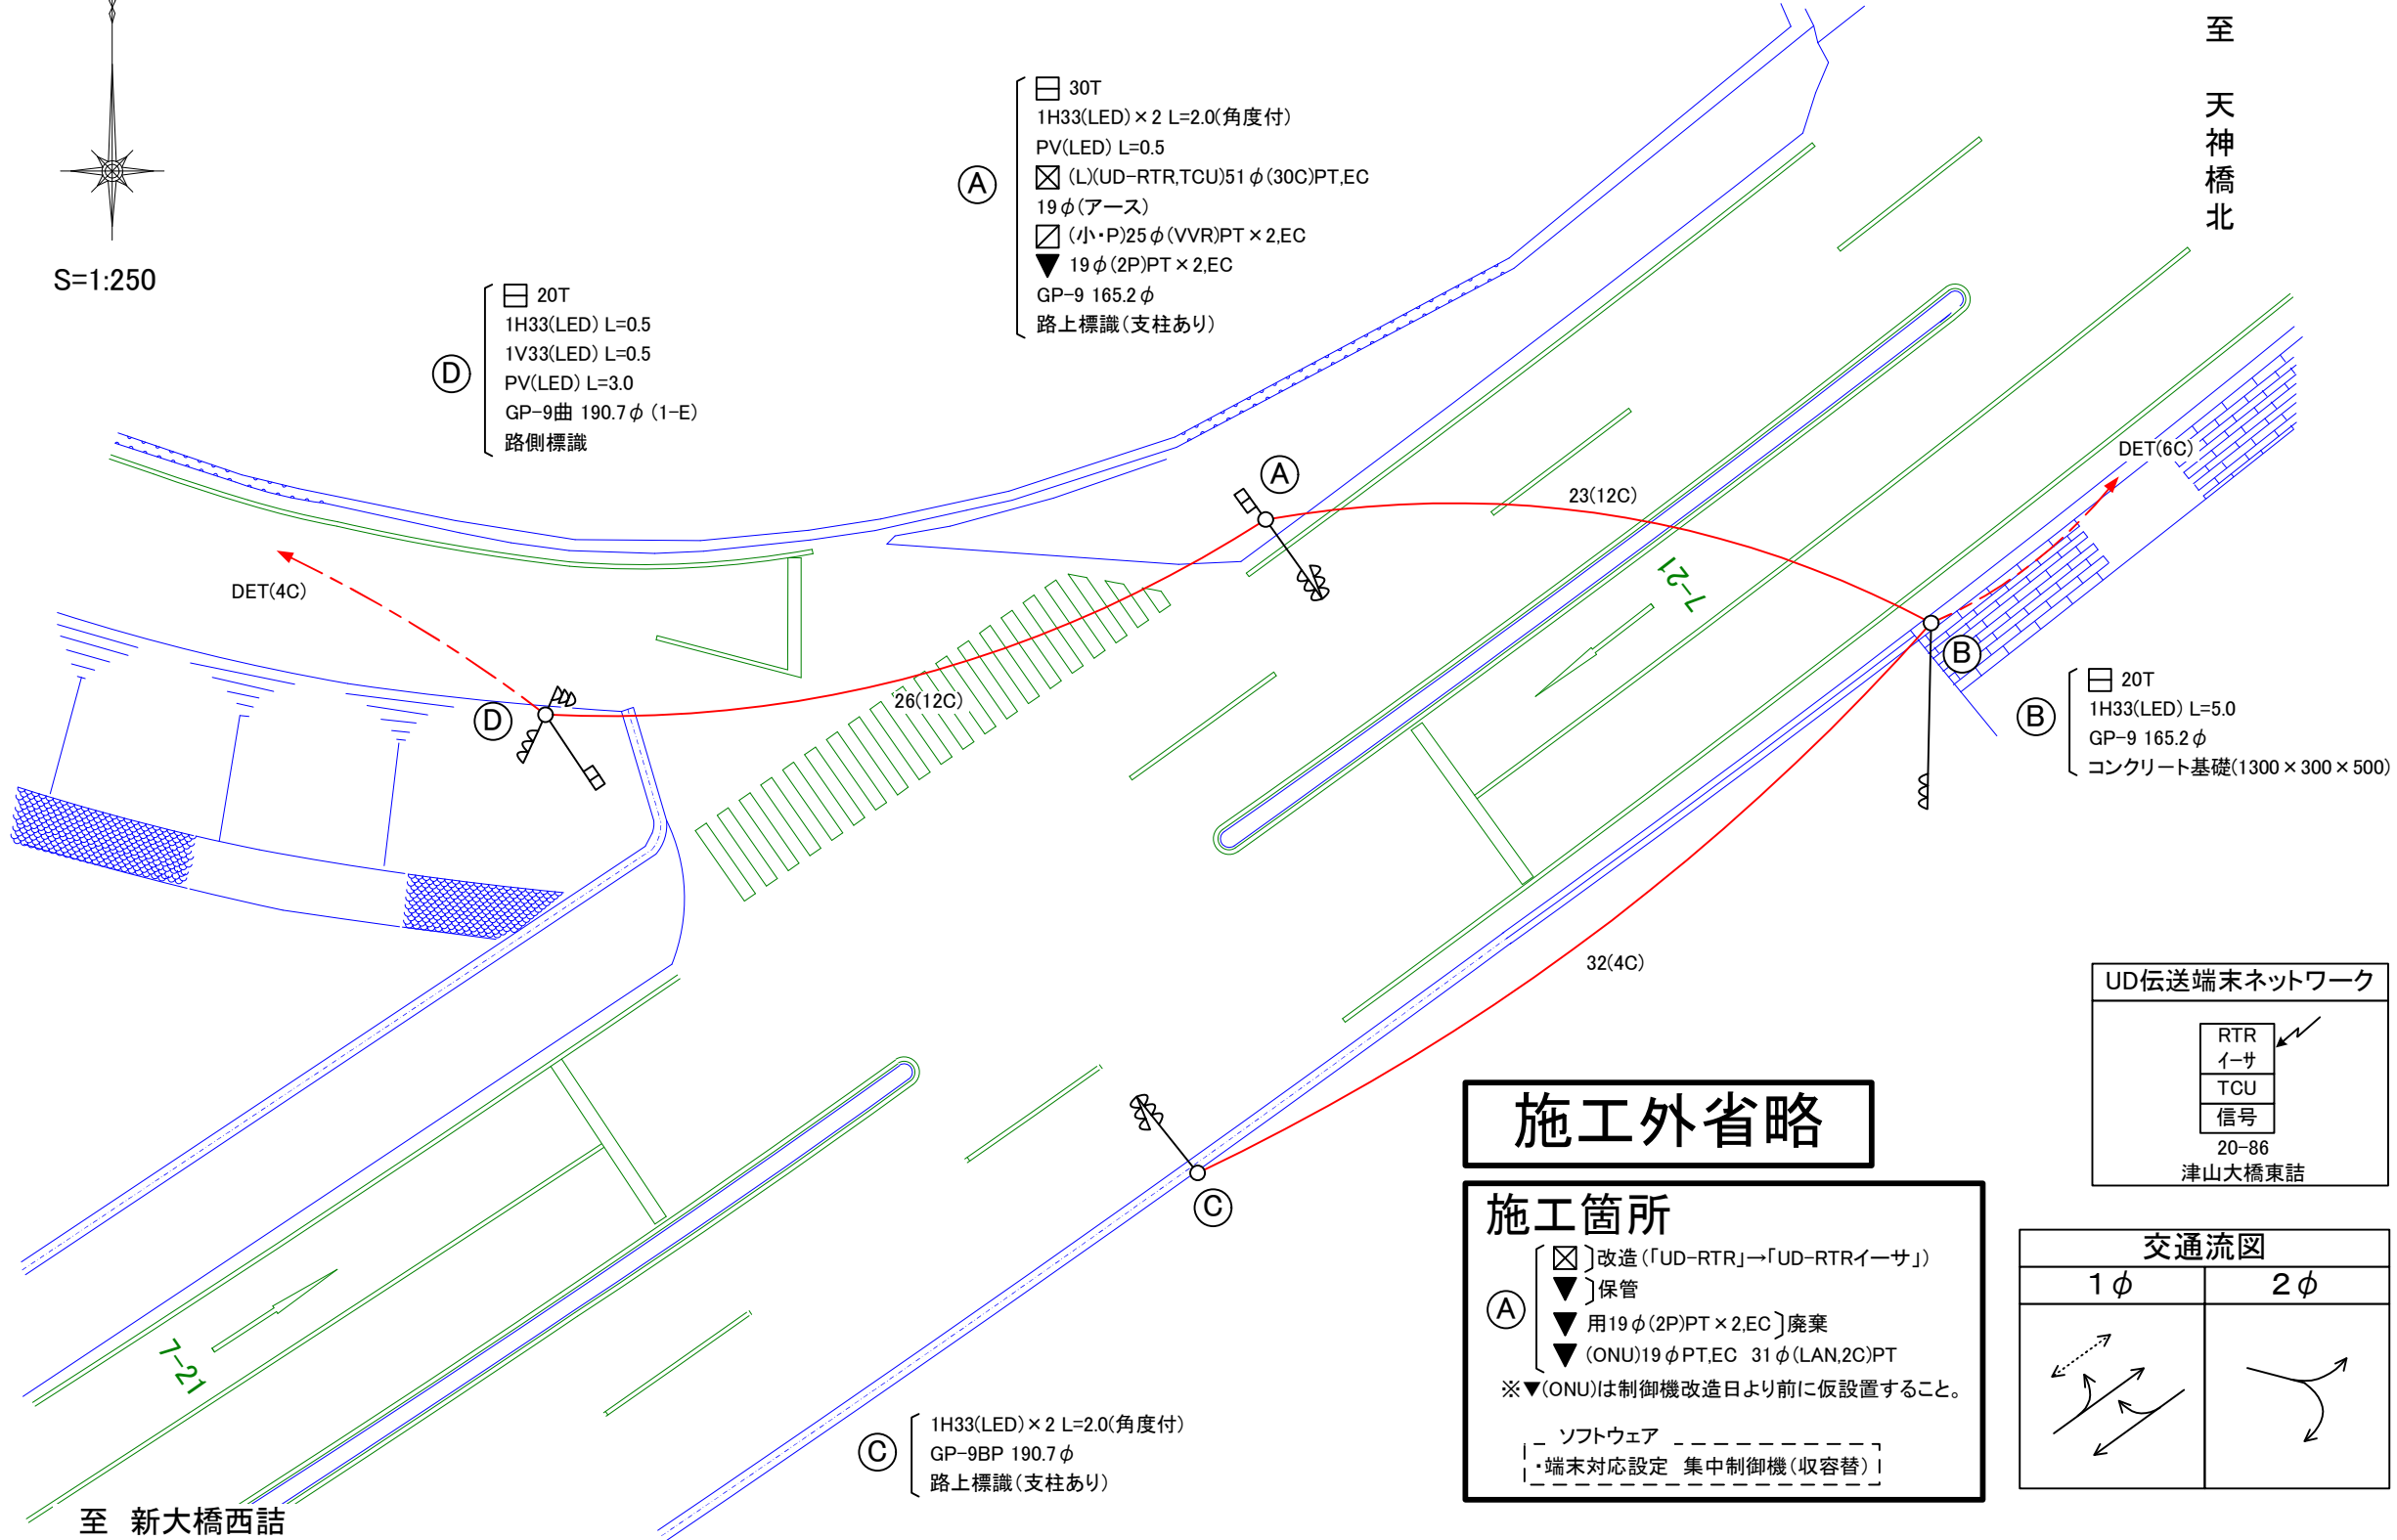 至 天神橋北
S=1:250
A
30T
1H33(LED)×2 L=2.0(角度付)
PV(LED) L=0.5
(L)(UD-RTR,TCU)51φ(30C)PT,EC
19φ(アース)
(小・P)25φ(VVR)PT×2,EC
▼ 19φ(2P)PT×2,EC
GP-9 165.2φ
路上標識(支柱あり)
D
20T
1H33(LED) L=0.5
1V33(LED) L=0.5
PV(LED) L=3.0
GP-9曲 190.7φ (1-E)
路側標識
DET(6C)
A
23(12C)
7-21
DET(4C)
B
26(12C)
D
B
20T
1H33(LED) L=5.0
GP-9 165.2φ
コンクリート基礎(1300×300×500)
32(4C)
UD伝送端末ネットワーク
RTR
イーサ
TCU
信号
20-86
津山大橋東詰
施工外省略
C
施工箇所
A
改造(「UD-RTR」→「UD-RTRイーサ」)
▼ 保管
▼ 用19φ(2P)PT×2,EC 廃棄
▼ (ONU)19φPT,EC 31φ(LAN,2C)PT
※▼(ONU)は制御機改造日より前に仮設置すること。
ソフトウェア
・端末対応設定 集中制御機(収容替)
交通流図
1φ 2φ
7-21
C
1H33(LED)×2 L=2.0(角度付)
GP-9BP 190.7φ
路上標識(支柱あり)
至 新大橋西詰